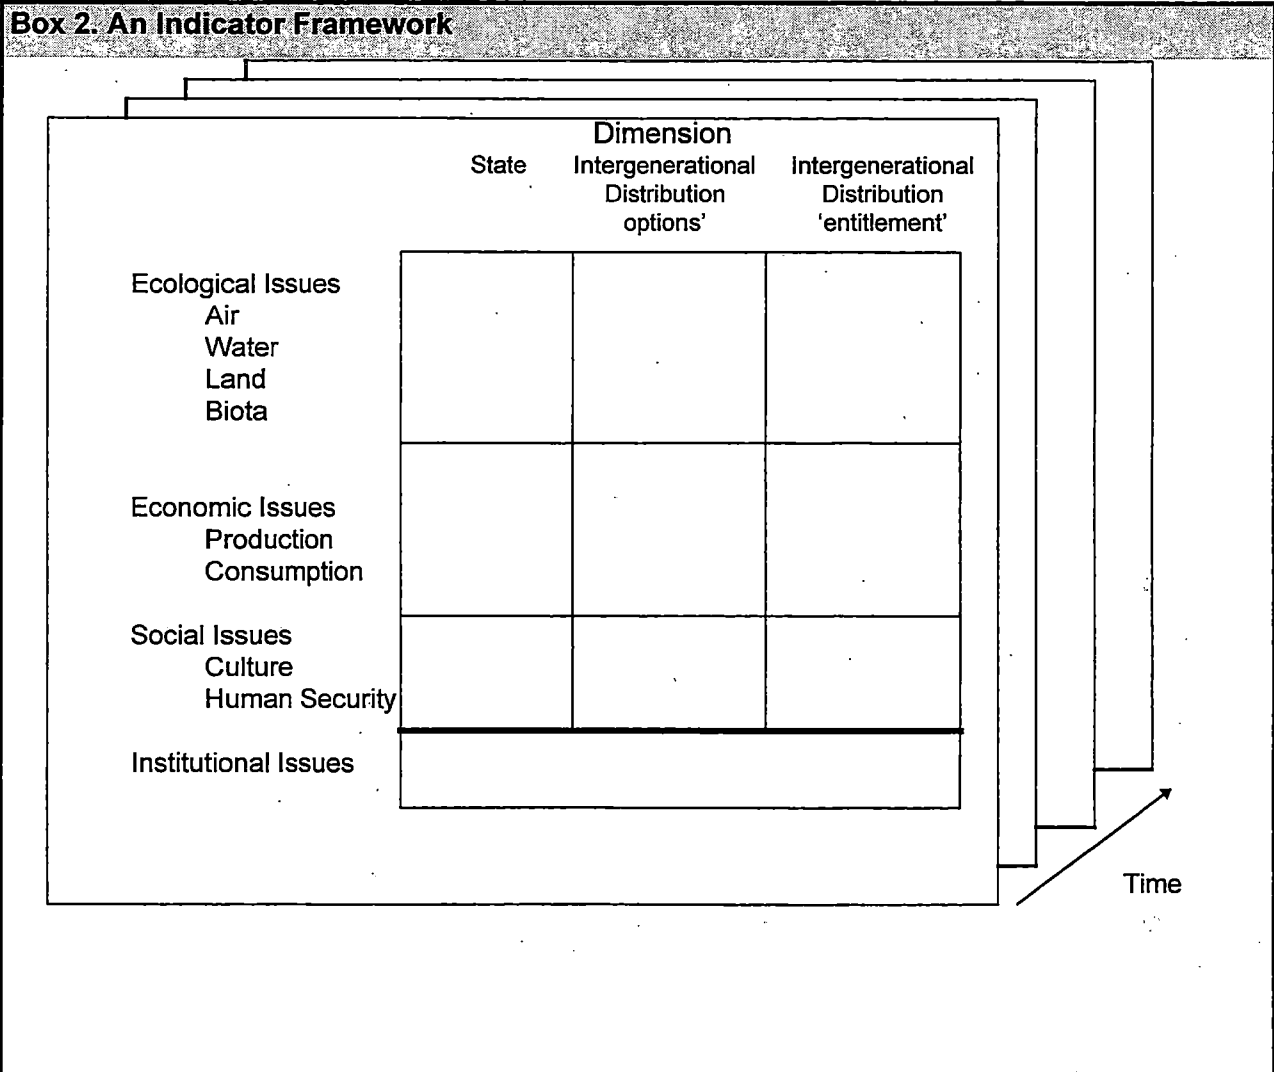 Box 2. An Indicator Framework
Dimension
State Intergenerational Intergenerational
Distribution Distribution
options’ ‘entitlement’
Ecological Issues
Air
Water
Land
Biota
Economic Issues
Production
Consumption
Social Issues
Culture
Human Security
Institutional Issues
Time